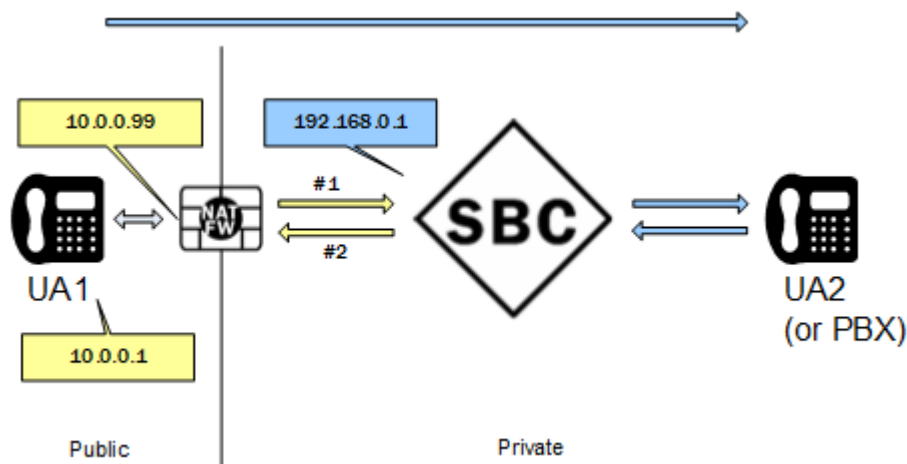 10.0.0.99
192.168.0.1
#1
NAT
FW
SBC
#2
UA1
UA2
(or PBX)
10.0.0.1
Public
Private